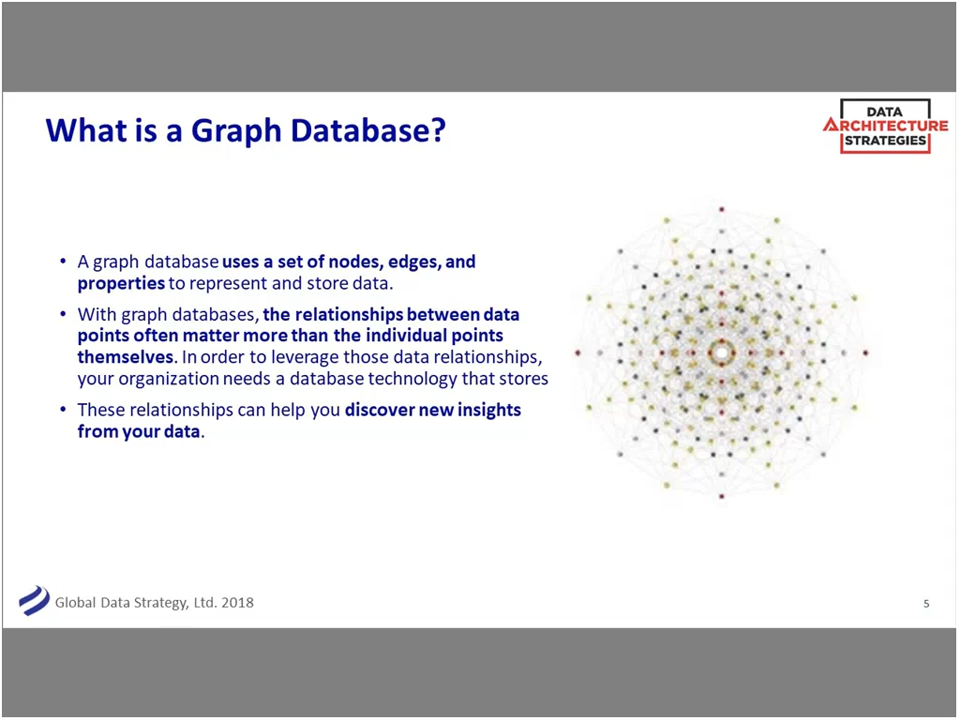 What is a Graph Database?
DATA
ARCHITECTURE
STRATEGIES
• A graph database uses a set of nodes, edges, and
properties to represent and store data.
• With graph databases, the relationships between data
points often matter more than the individual points
themselves. In order to leverage those data relationships,
your organization needs a database technology that stores
• These relationships can help you discover new insights
from your data.
Global Data Strategy, Ltd. 2018
5